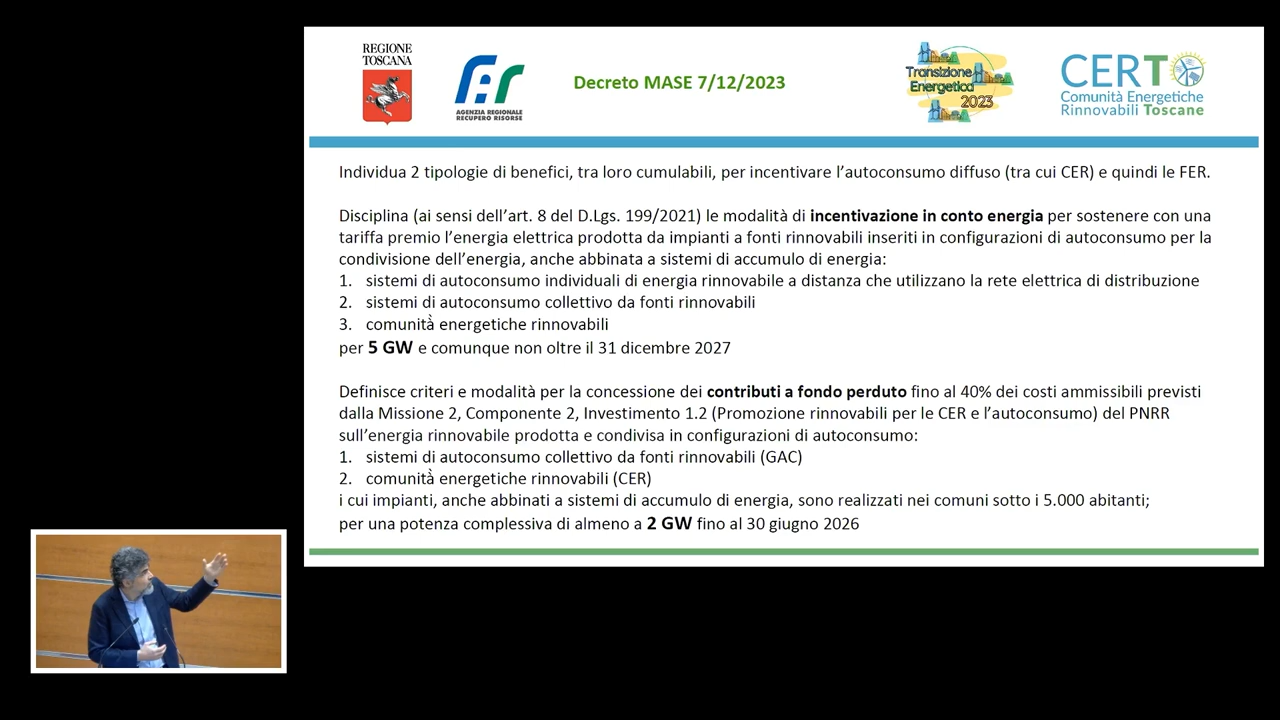 REGIONE
TOSCANA
AGENZIA REGIONALE
RECUPERO RISORSE
Decreto MASE 7/12/2023
Transizione
Energetica
2023
CERT
Comunità Energetiche
Rinnovabili Toscane
Individua 2 tipologie di benefici, tra loro cumulabili, per incentivare l’autoconsumo diffuso (tra cui CER) e quindi le FER.
Disciplina (ai sensi dell’art. 8 del D.Lgs. 199/2021) le modalità di incentivazione in conto energia per sostenere con una
tariffa premio l’energia elettrica prodotta da impianti a fonti rinnovabili inseriti in configurazioni di autoconsumo per la
condivisione dell’energia, anche abbinata a sistemi di accumulo di energia:
1. sistemi di autoconsumo individuali di energia rinnovabile a distanza che utilizzano la rete elettrica di distribuzione
2. sistemi di autoconsumo collettivo da fonti rinnovabili
3. comunità energetiche rinnovabili
per 5 GW e comunque non oltre il 31 dicembre 2027
Definisce criteri e modalità per la concessione dei contributi a fondo perduto fino al 40% dei costi ammissibili previsti
dalla Missione 2, Componente 2, Investimento 1.2 (Promozione rinnovabili per le CER e l’autoconsumo) del PNRR
sull’energia rinnovabile prodotta e condivisa in configurazioni di autoconsumo:
1. sistemi di autoconsumo collettivo da fonti rinnovabili (GAC)
2. comunità energetiche rinnovabili (CER)
i cui impianti, anche abbinati a sistemi di accumulo di energia, sono realizzati nei comuni sotto i 5.000 abitanti;
per una potenza complessiva di almeno a 2 GW fino al 30 giugno 2026